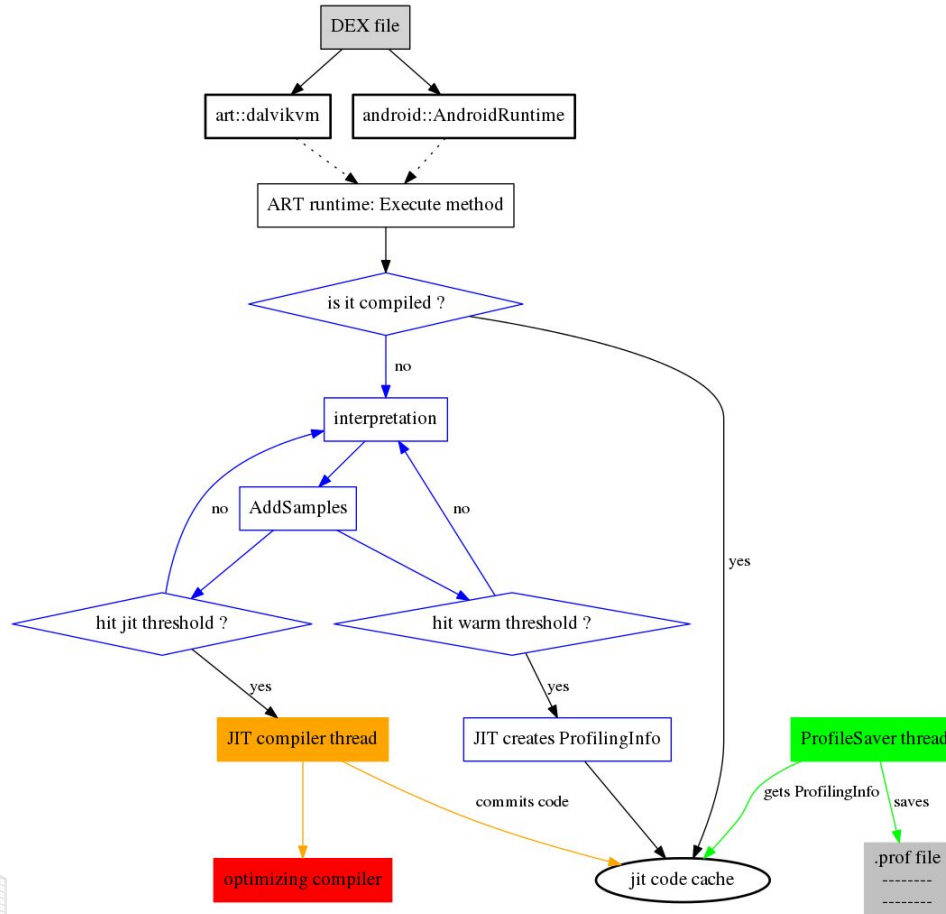 DEX file
art::dalvikvm
android::AndroidRuntime
ART runtime: Execute method
is it compiled ?
no
interpretation
no
AddSamples
no
yes
hit jit threshold ?
hit warm threshold ?
yes
yes
JIT compiler thread
JIT creates ProfilingInfo
ProfileSaver thread
commits code
gets ProfilingInfo
saves
optimizing compiler
jit code cache
.prof file
--------
--------